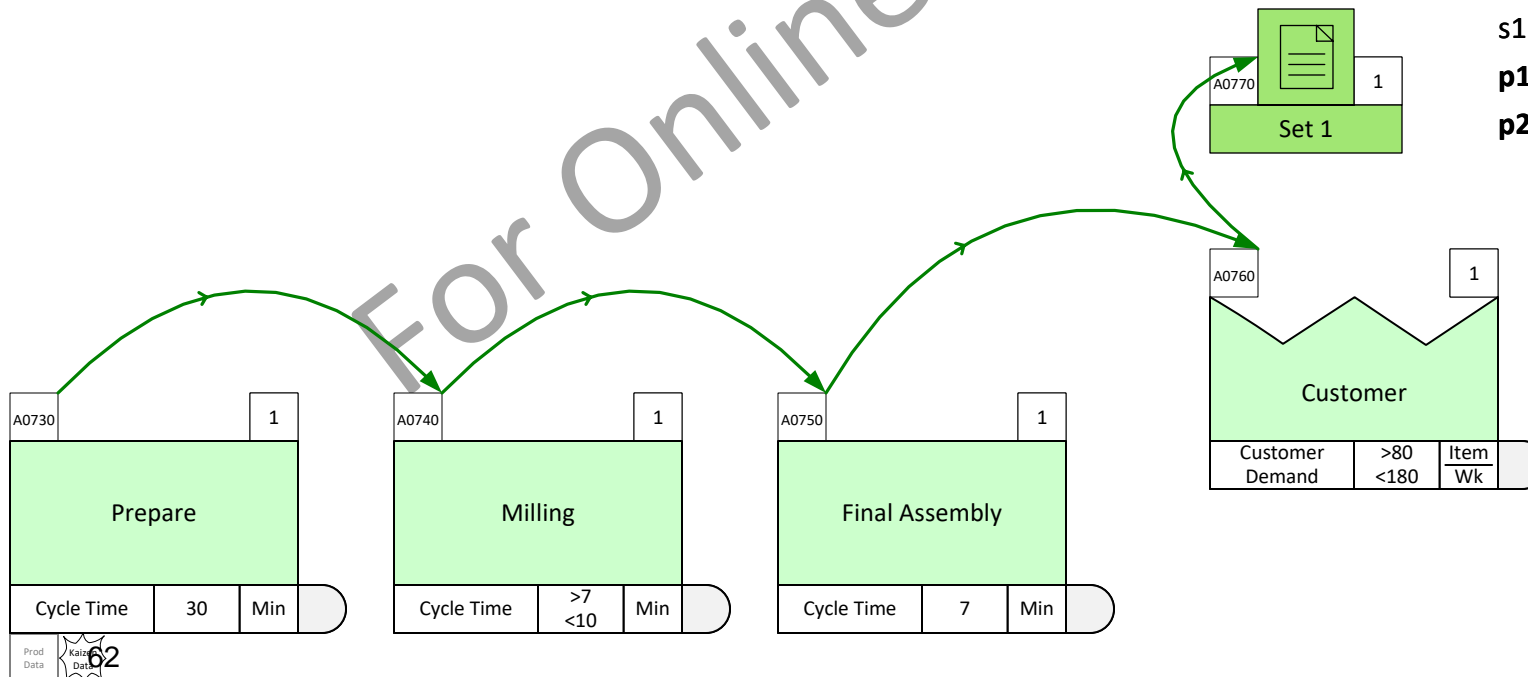 For Online
s1
A0770
1
p1
Set 1
p2
A0760
1
Customer
Customer
Demand
>80
<180
Item
Wk
A0730
1
Prepare
Cycle Time
30
Min
A0740
1
Milling
Cycle Time
>7
<10
Min
A0750
1
Final Assembly
Cycle Time
7
Min
Prod
Data
Kaizen
Data
62